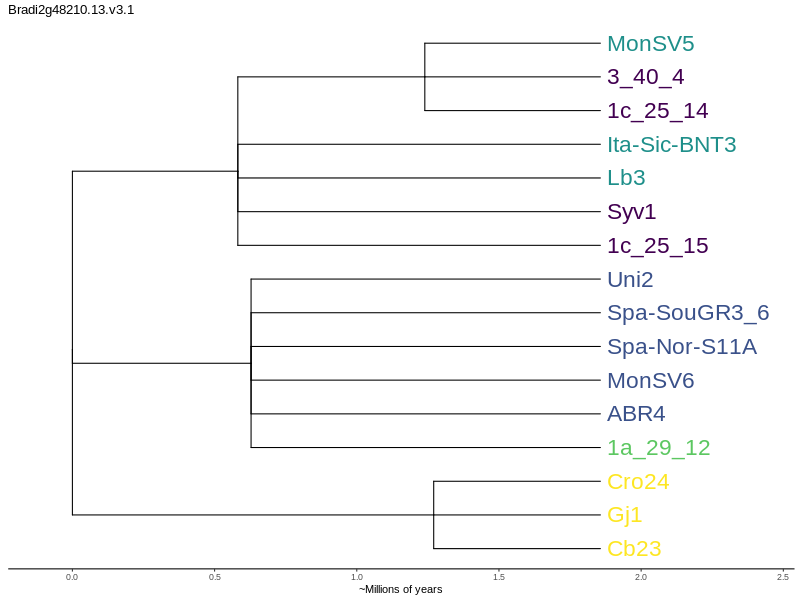 Bradi2g48210.13.v3.1
MonSV5
3_40_4
1c_25_14
Ita-Sic-BNT3
Lb3
Syv1
1c_25_15
Uni2
Spa-SouGR3_6
Spa-Nor-S11A
MonSV6
ABR4
1a_29_12
Cro24
Gj1
Cb23
0.0 0.5 1.0 1.5 2.0 2.5
~Millions of years